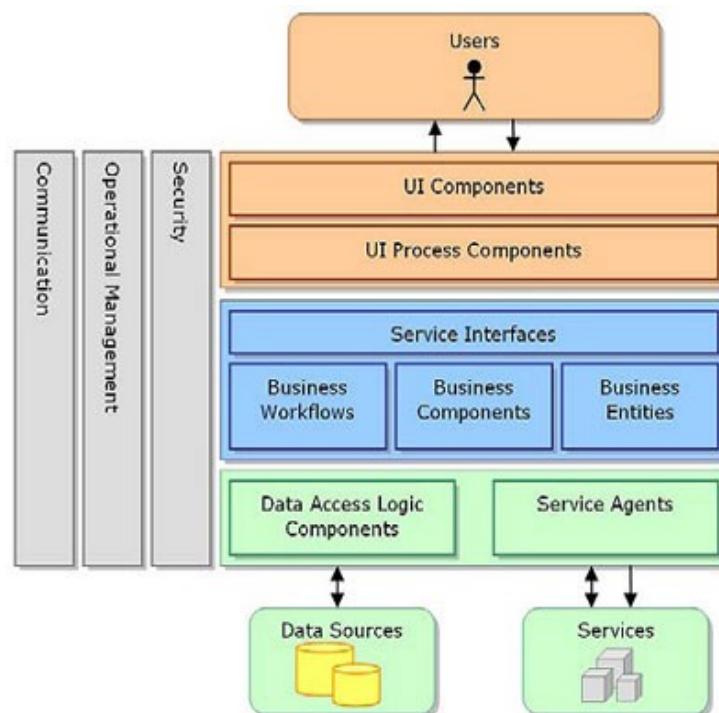 Users
Communication
Operational Management
Security
UI Components
UI Process Components
Service Interfaces
Business
Workflows
Business
Components
Business
Entities
Data Access Logic
Components
Service Agents
Data Sources
Services